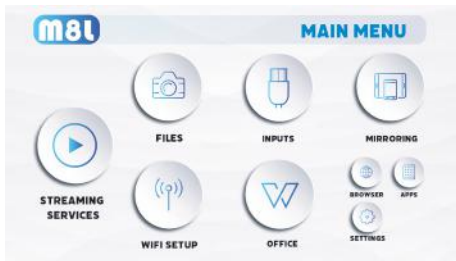 M8L
MAIN MENU
FILES
INPUTS
MIRRORING
STREAMING
SERVICES
WIFI SETUP
OFFICE
BROWSER
APPS
SETTINGS